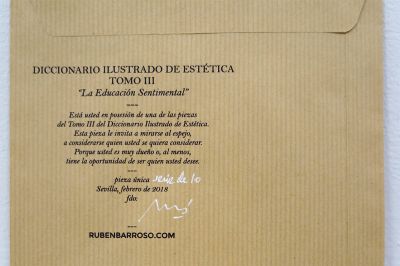 DICCIONARIO ILUSTRADO DE ESTÉTICA
TOMO III
“La Educación Sentimental”
---
Está usted en posesión de una de las piezas
del Tomo III del Diccionario Ilustrado de Estética.
Esta pieza le invita a mirarse al espejo,
a considerarse quien usted se quiera considerar.
Porque usted es muy dueño o, al menos,
tiene la oportunidad de ser quien usted desee.
---
pieza única serie de 10
Sevilla, febrero de 2018
fdo:
---
RUBENBARROSO.COM